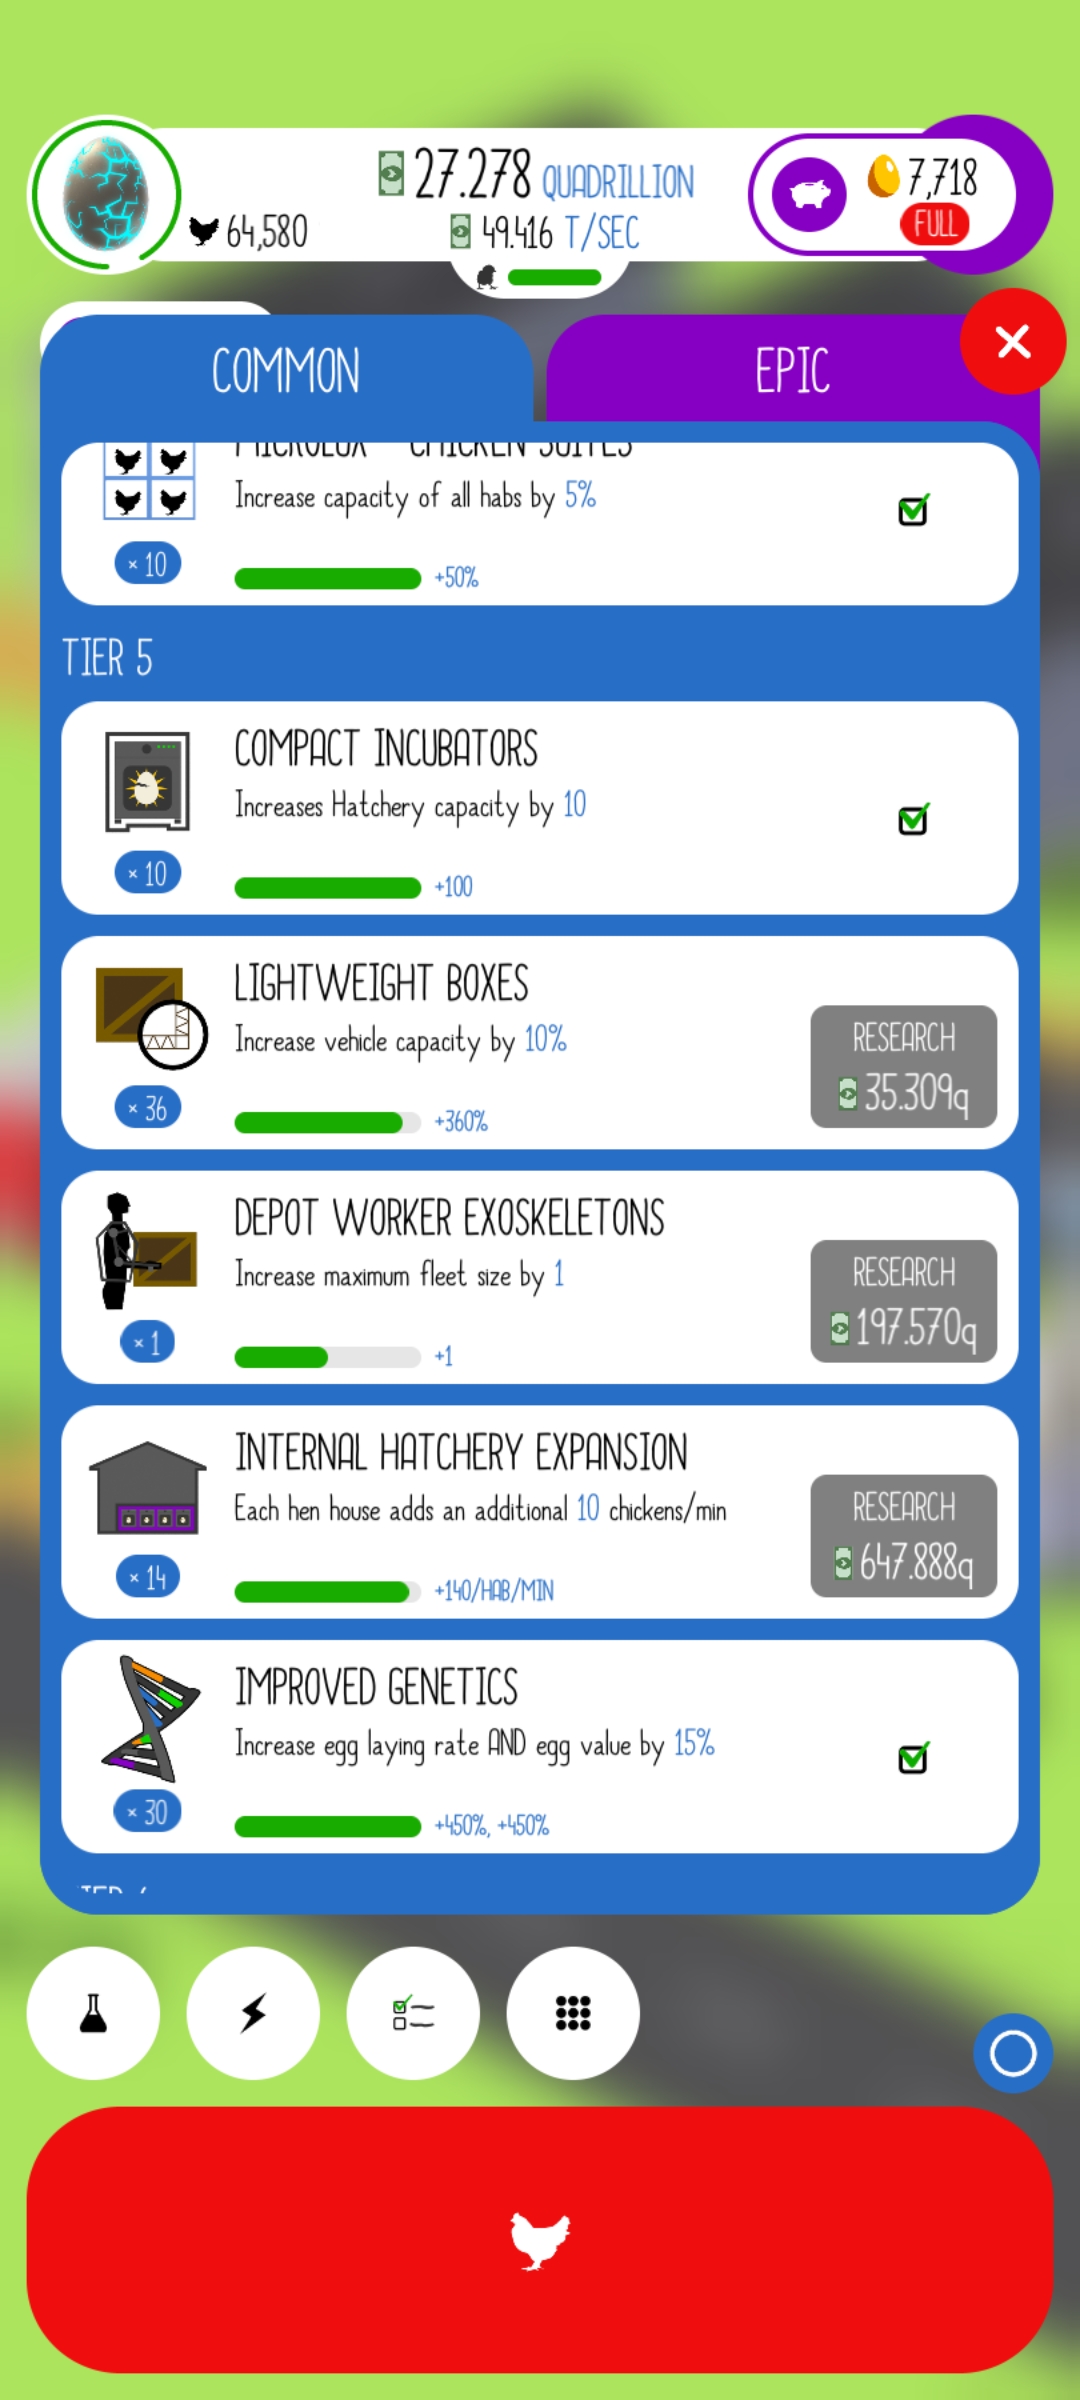 27.278 QUADRILLION
7,718
64,580
49.416 T/SEC
FULL
COMMON
EPIC
Increase capacity of all habs by 5%
× 10
+50%
TIER 5
COMPACT INCUBATORS
Increases Hatchery capacity by 10
× 10
+100
LIGHTWEIGHT BOXES
Increase vehicle capacity by 10%
RESEARCH
35.309q
× 36
+360%
DEPOT WORKER EXOSKELETONS
Increase maximum fleet size by 1
RESEARCH
197.570q
× 1
+1
INTERNAL HATCHERY EXPANSION
Each hen house adds an additional 10 chickens/min
RESEARCH
647.888q
× 14
+140/HAB/MIN
IMPROVED GENETICS
Increase egg laying rate AND egg value by 15%
× 30
+450%, +450%